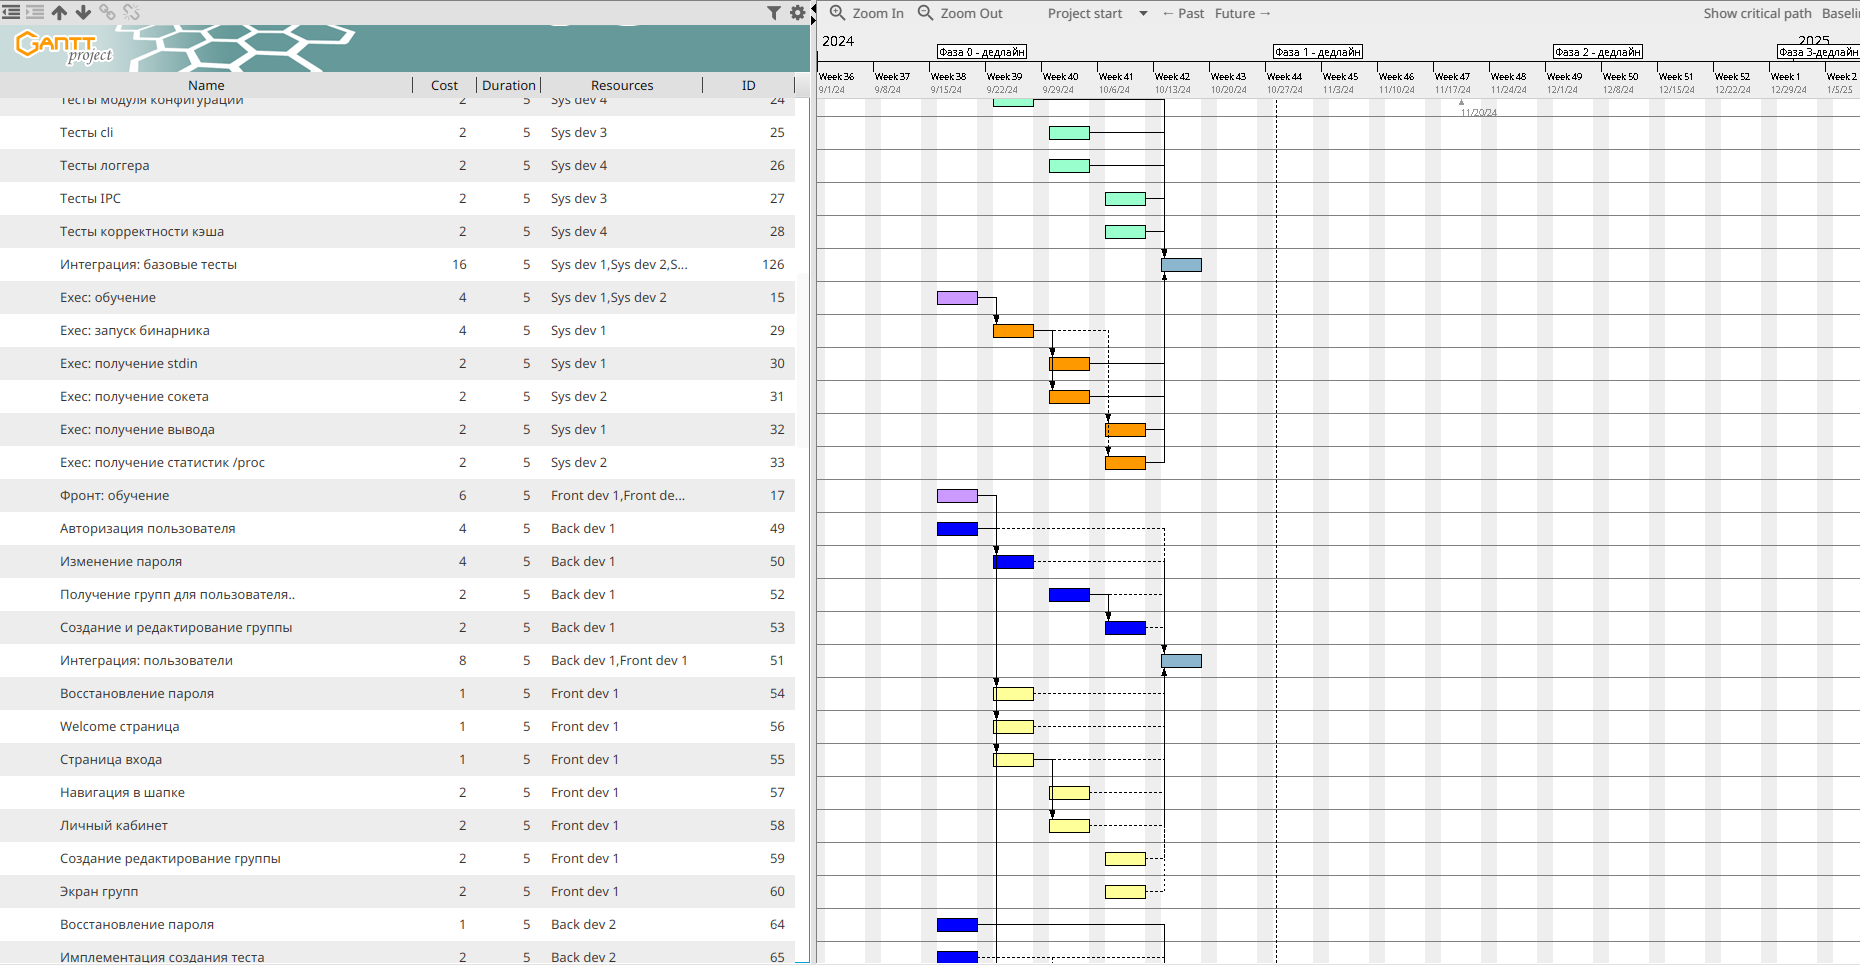 Zoom In Zoom Out Project start ← Past Future → Show critical path Baseli
GANTT project
2024 2025
Фаза 0 - дедлайн Фаза 1 - дедлайн Фаза 2 - дедлайн Фаза 3-дедлайн
Name Cost Duration Resources ID
Week 36 Week 37 Week 38 Week 39 Week 40 Week 41 Week 42 Week 43 Week 44 Week 45 Week 46 Week 47 Week 48 Week 49 Week 50 Week 51 Week 52 Week 1 Week 2
9/1/24 9/8/24 9/15/24 9/22/24 9/29/24 10/6/24 10/13/24 10/20/24 10/27/24 11/3/24 11/10/24 11/17/24 11/24/24 12/1/24 12/8/24 12/15/24 12/22/24 12/29/24 1/5/25
11/20/24
Тесты модуля конфигурации 2 5 Sys dev 4 24
Тесты cli 2 5 Sys dev 3 25
Тесты логгера 2 5 Sys dev 4 26
Тесты IPC 2 5 Sys dev 3 27
Тесты корректности кэша 2 5 Sys dev 4 28
Интеграция: базовые тесты 16 5 Sys dev 1,Sys dev 2,S... 126
Exec: обучение 4 5 Sys dev 1,Sys dev 2 15
Exec: запуск бинарника 4 5 Sys dev 1 29
Exec: получение stdin 2 5 Sys dev 1 30
Exec: получение сокета 2 5 Sys dev 2 31
Exec: получение вывода 2 5 Sys dev 1 32
Exec: получение статистик /proc 2 5 Sys dev 2 33
Фронт: обучение 6 5 Front dev 1,Front de... 17
Авторизация пользователя 4 5 Back dev 1 49
Изменение пароля 4 5 Back dev 1 50
Получение групп для пользователя.. 2 5 Back dev 1 52
Создание и редактирование группы 2 5 Back dev 1 53
Интеграция: пользователи 8 5 Back dev 1,Front dev 1 51
Восстановление пароля 1 5 Front dev 1 54
Welcome страница 1 5 Front dev 1 56
Страница входа 1 5 Front dev 1 55
Навигация в шапке 2 5 Front dev 1 57
Личный кабинет 2 5 Front dev 1 58
Создание редактирование группы 2 5 Front dev 1 59
Экран групп 2 5 Front dev 1 60
Восстановление пароля 1 5 Back dev 2 64
Имплементация создания теста 2 5 Back dev 2 65